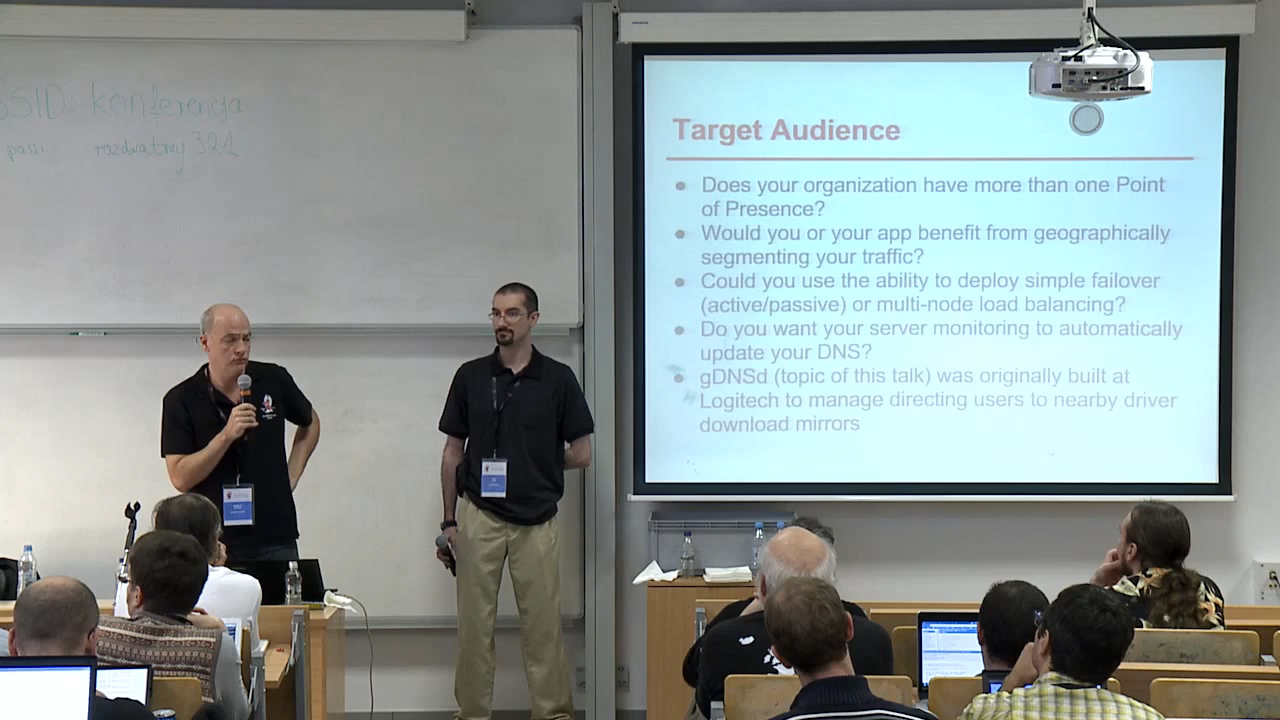 SSID: konferencja
pass: razdwatrzy321
Target Audience
Does your organization have more than one Point
of Presence?
Would you or your app benefit from geographically
segmenting your traffic?
Could you use the ability to deploy simple failover
(active/passive) or multi-node load balancing?
Do you want your server monitoring to automatically
update your DNS?
gDNSd (topic of this talk) was originally built at
Logitech to manage directing users to nearby driver
download mirrors